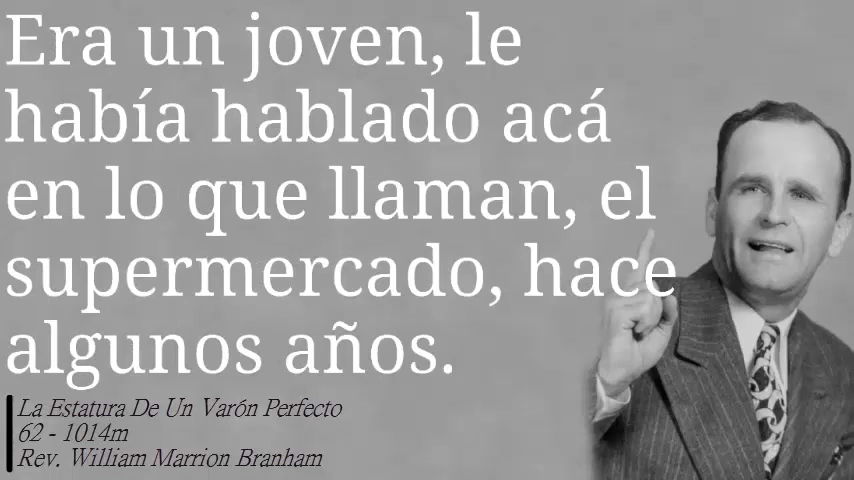 Era un joven, le
había hablado acá
en lo que llaman, el
supermercado, hace
algunos años.
La Estatura De Un Varón Perfecto
62 - 1014m
Rev. William Marrion Branham